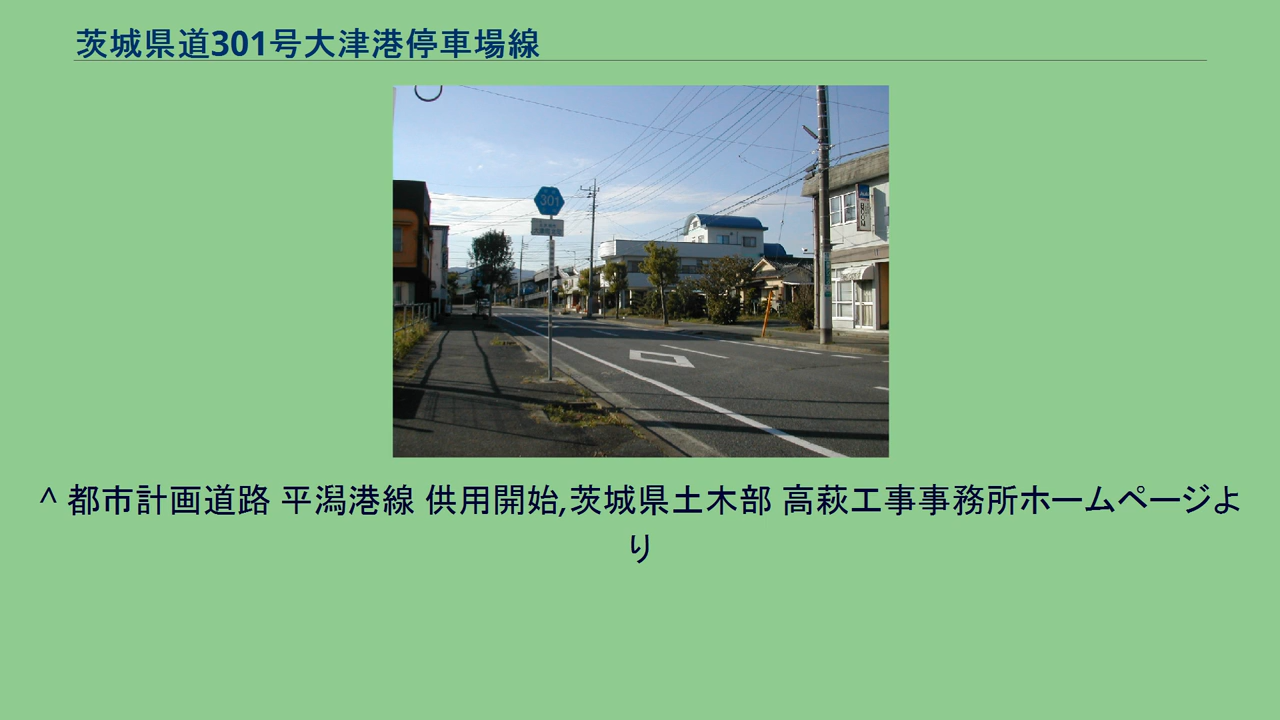 茨城県道301号大津港停車場線
301
^ 都市計画道路 平潟港線 供用開始,茨城県土木部 高萩工事事務所ホームページよ
り